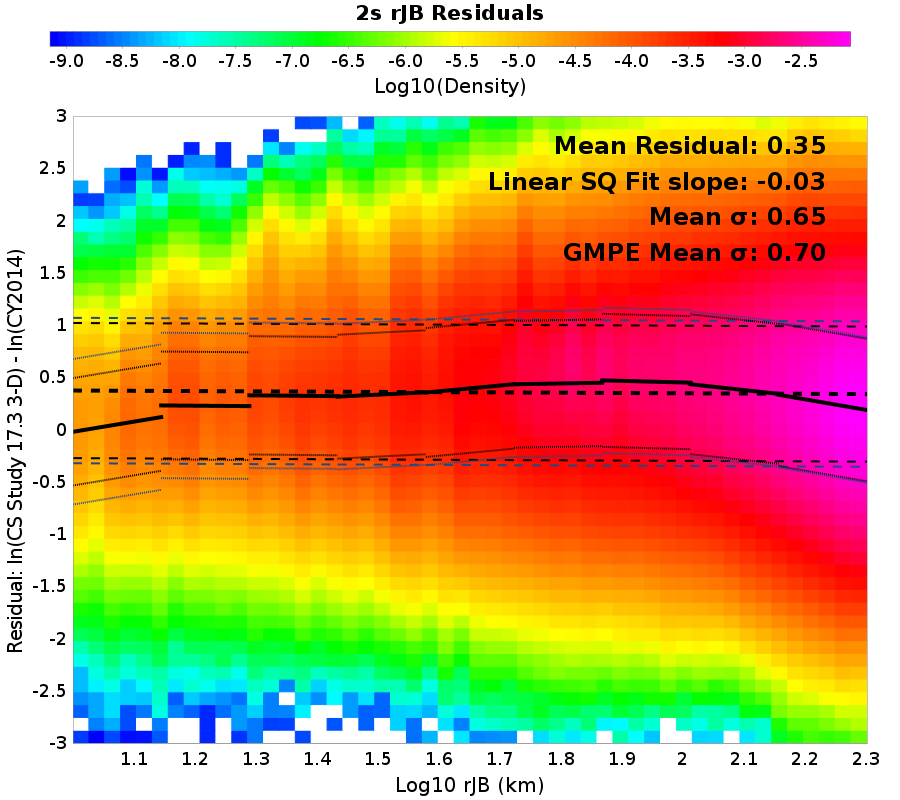 2s rJB Residuals
-9.0 -8.5 -8.0 -7.5 -7.0 -6.5 -6.0 -5.5 -5.0 -4.5 -4.0 -3.5 -3.0 -2.5
Log10(Density)
Mean Residual: 0.35
Linear SQ Fit slope: -0.03
Mean σ: 0.65
GMPE Mean σ: 0.70
Residual: ln(CS Study 17.3 3-D) - ln(CY2014)
3
2.5
2
1.5
1
0.5
0
-0.5
-1
-1.5
-2
-2.5
-3
1.1 1.2 1.3 1.4 1.5 1.6 1.7 1.8 1.9 2 2.1 2.2 2.3
Log10 rJB (km)